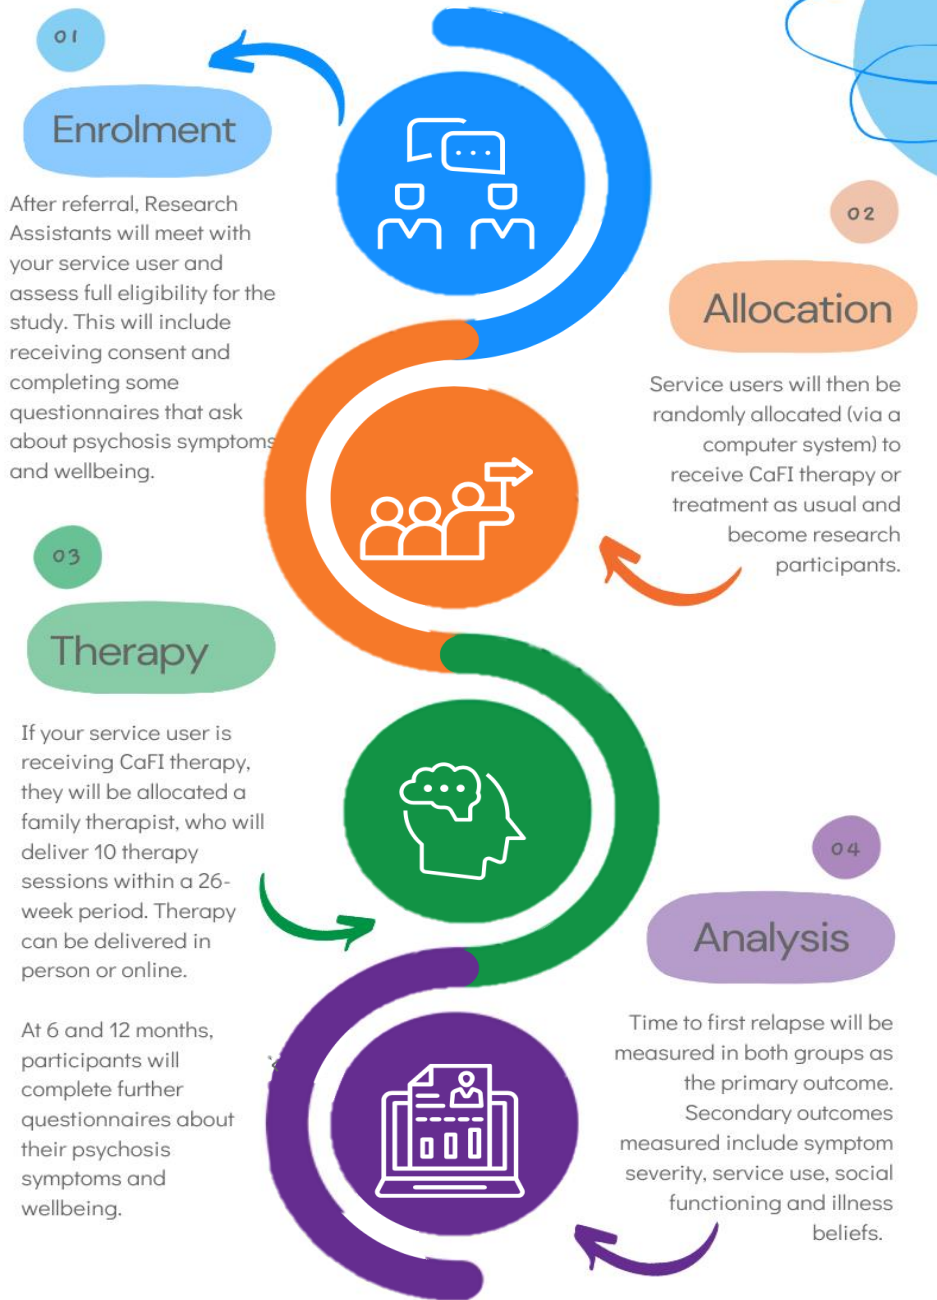 01
Enrolment
After referral, Research
Assistants will meet with
your service user and
assess full eligibility for the
study. This will include
receiving consent and
completing some
questionnaires that ask
about psychosis symptoms
and wellbeing.
02
Allocation
Service users will then be
randomly allocated (via a
computer system) to
receive CaFI therapy or
treatment as usual and
become research
participants.
03
Therapy
If your service user is
receiving CaFI therapy,
they will be allocated a
family therapist, who will
deliver 10 therapy
sessions within a 26-
week period. Therapy
can be delivered in
person or online.
At 6 and 12 months,
participants will
complete further
questionnaires about
their psychosis
symptoms and
wellbeing.
04
Analysis
Time to first relapse will be
measured in both groups as
the primary outcome.
Secondary outcomes
measured include symptom
severity, service use, social
functioning and illness
beliefs.